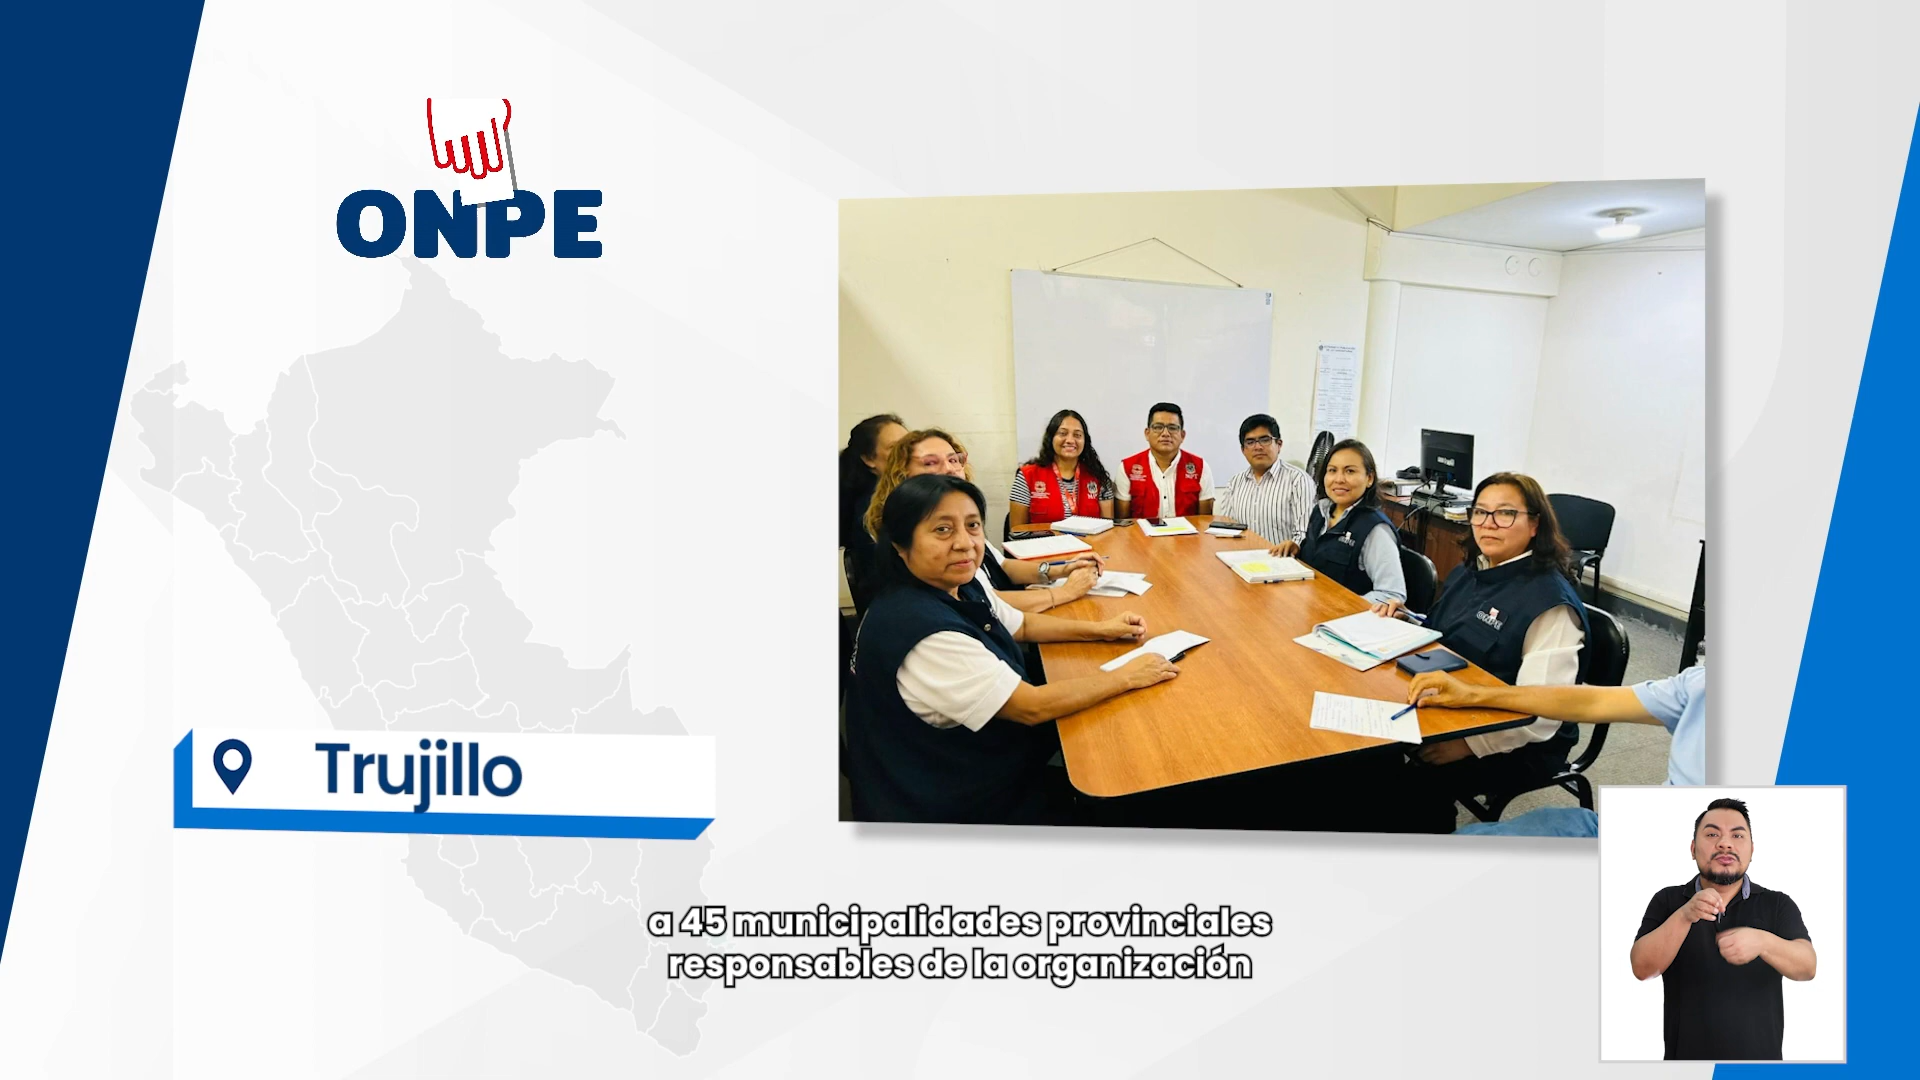 ONPE
Trujillo
a 45 municipalidades provinciales
responsables de la organización